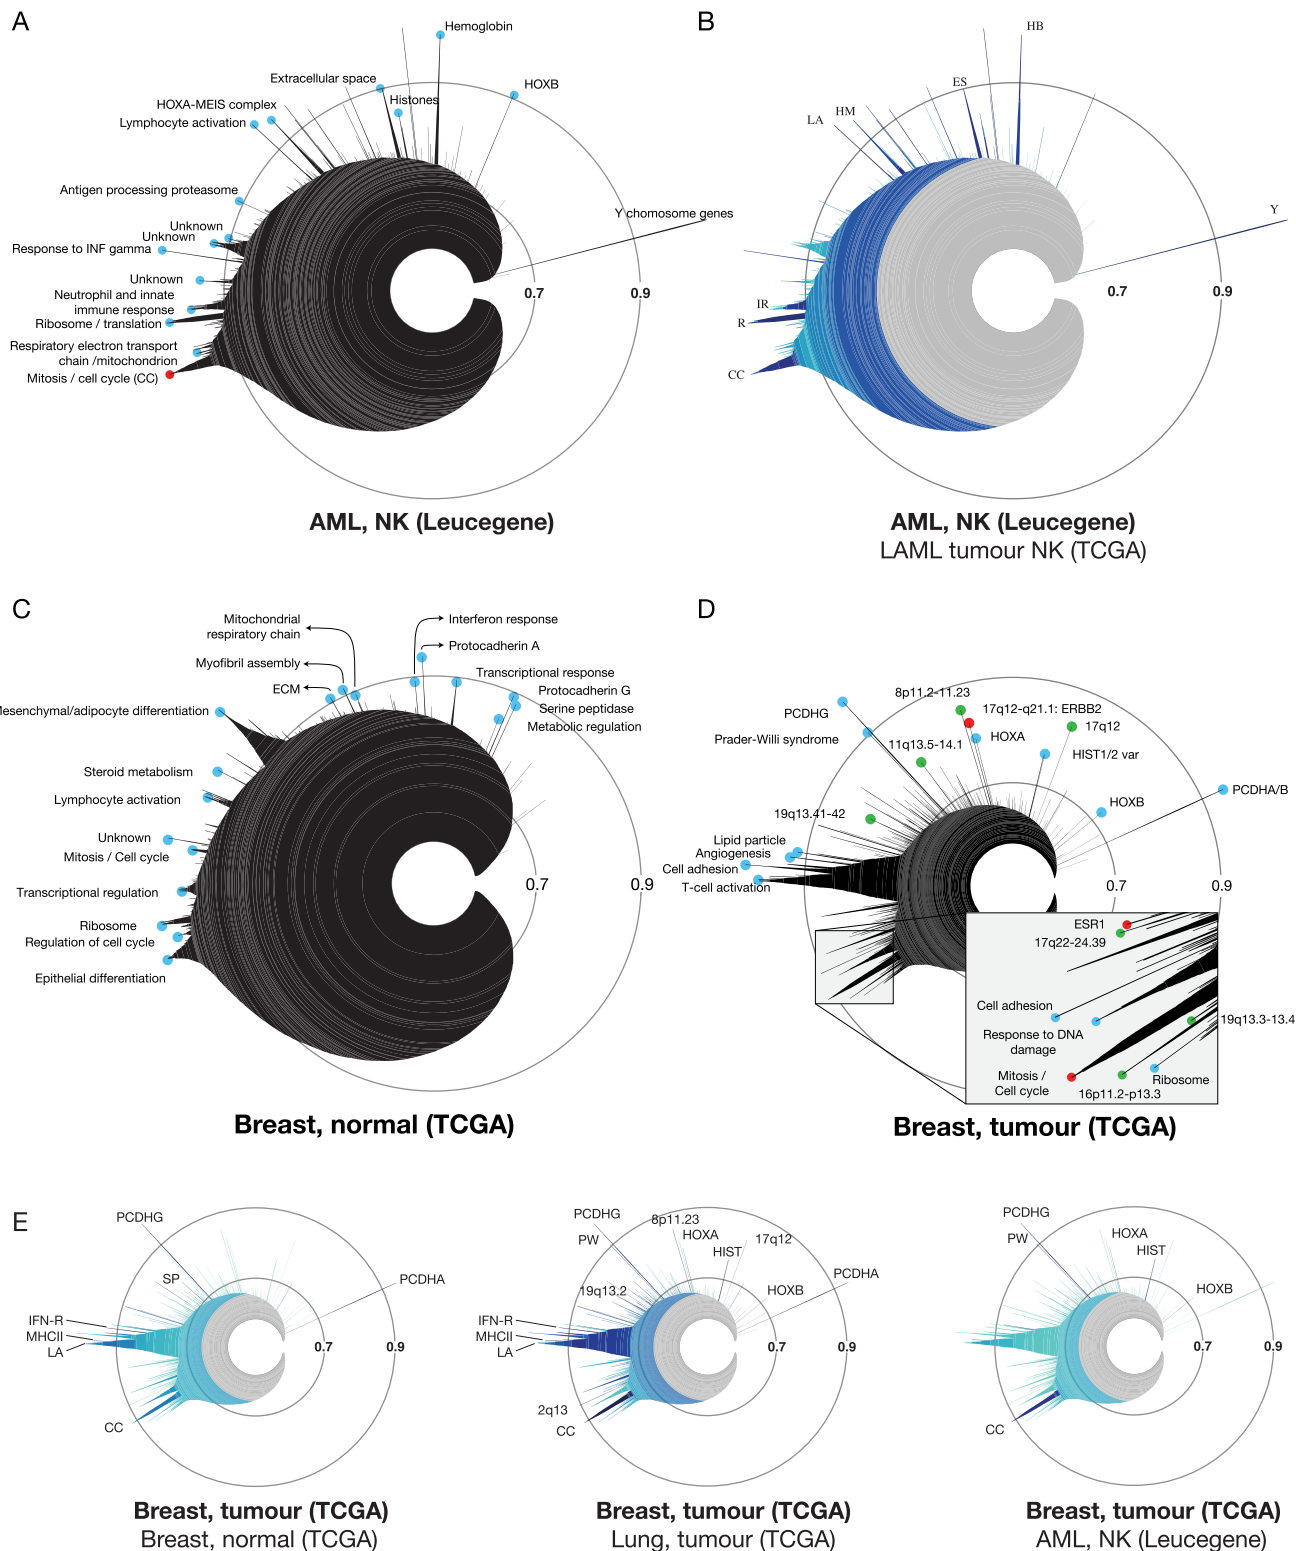 A
Hemoglobin
Extracellular space
HOXB
Histones
HOXA-MEIS complex
Lymphocyte activation
Antigen processing proteasome
Unknown
Unknown
Response to INF gamma
Y chromosome genes
Unknown
Neutrophil and innate
immune response
Ribosome / translation
Respiratory electron transport
chain /mitochondrion
Mitosis / cell cycle (CC)
0.7
0.9
AML, NK (Leucegene)
B
HB
ES
HM
LA
Y
IR
R
CC
0.7
0.9
AML, NK (Leucegene)
LAML tumour NK (TCGA)
C
Mitochondrial
respiratory chain
Interferon response
Protocadherin A
Myofibril assembly
ECM
Transcriptional response
Protocadherin G
Serine peptidase
Metabolic regulation
Mesenchymal/adipocyte differentiation
Steroid metabolism
Lymphocyte activation
Unknown
Mitosis / Cell cycle
Transcriptional regulation
Ribosome
Regulation of cell cycle
Epithelial differentiation
0.7
0.9
Breast, normal (TCGA)
D
8p11.2-11.23
PCDHG
17q12-q21.1: ERBB2
17q12
Prader-Willi syndrome
HOXA
11q13.5-14.1
HIST1/2 var
PCDHA/B
HOXB
19q13.41-42
Lipid particle
Angiogenesis
Cell adhesion
T-cell activation
0.7
0.9
ESR1
17q22-24.39
Cell adhesion
Response to DNA
damage
19q13.3-13.4
Mitosis /
Cell cycle
Ribosome
16p11.2-p13.3
Breast, tumour (TCGA)
E
PCDHG
SP
PCDHA
IFN-R
MHCII
LA
CC
0.7
0.9
Breast, tumour (TCGA)
Breast, normal (TCGA)
PCDHG
8p11.23
PW
HOXA
17q12
HIST
PCDHA
19q13.2
HOXB
IFN-R
MHCII
LA
2q13
CC
0.7
0.9
Breast, tumour (TCGA)
Lung, tumour (TCGA)
PCDHG
PW
HOXA
HIST
HOXB
CC
0.7
0.9
Breast, tumour (TCGA)
AML, NK (Leucegene)